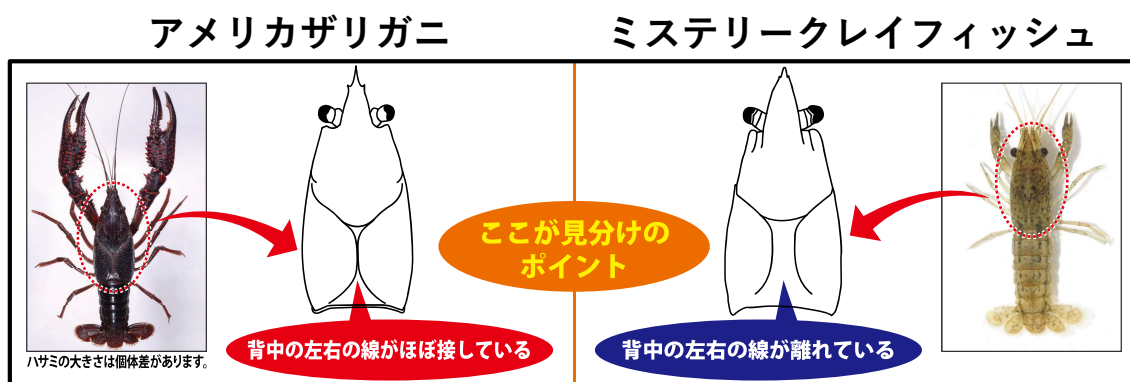 アメリカザリガニ
ミステリークレイフィッシュ
ここが見分けの
ポイント
背中の左右の線がほぼ接している
背中の左右の線が離れている
ハサミの大きさは個体差があります。